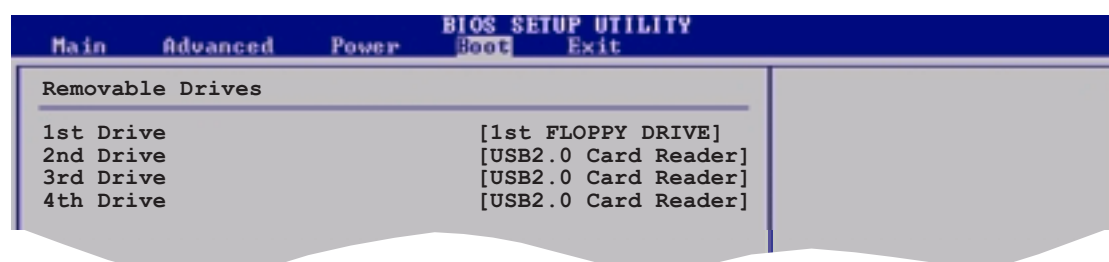 BIOS SETUP UTILITY
Main Advanced Power Boot Exit
Removable Drives
1st Drive [1st FLOPPY DRIVE]
2nd Drive [USB2.0 Card Reader]
3rd Drive [USB2.0 Card Reader]
4th Drive [USB2.0 Card Reader]